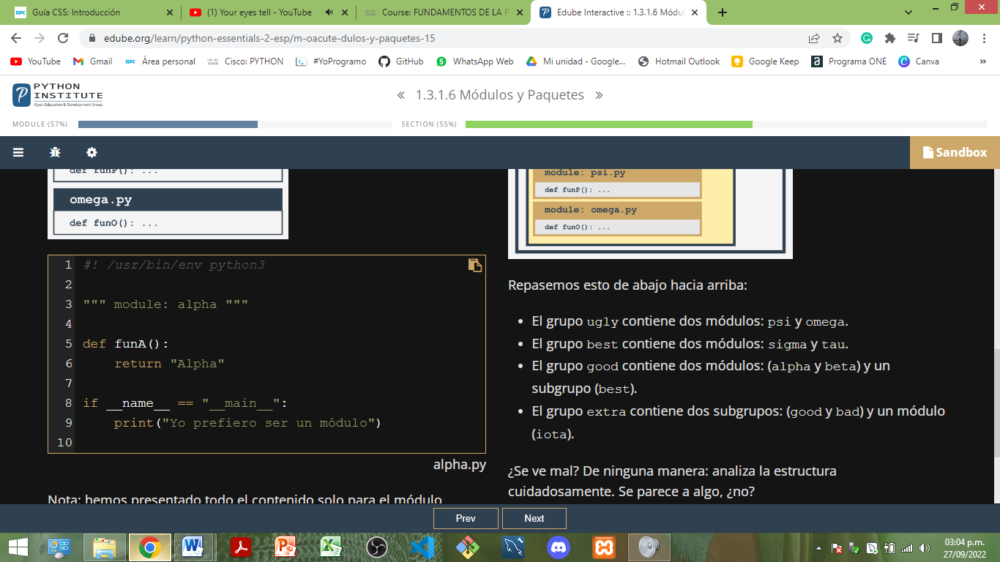 Guía CSS: Introducción
(1) Your eyes tell - YouTube
Course: FUNDAMENTOS DE LA P
Edube Interactive :: 1.3.1.6 Módul
edube.org/learn/python-essentials-2-esp/m-oacute-dulos-y-paquetes-15
YouTube
Gmail
ISPC Área personal
Cisco: PYTHON
#YoProgramo
GitHub
WhatsApp Web
Mi unidad - Google...
Hotmail Outlook
Google Keep
Programa ONE
Canva
PYTHON
INSTITUTE
Open Education & Development Group
« 1.3.1.6 Módulos y Paquetes »
MODULE (57%)
SECTION (55%)
Sandbox
def funP(): ...
omega.py
def funO(): ...
1 #! /usr/bin/env python3
2
3 """ module: alpha """
4
5 def funA():
6 return "Alpha"
7
8 if __name__ == "__main__":
9 print("Yo prefiero ser un módulo")
10
alpha.py
Nota: hemos presentado todo el contenido solo para el módulo
module: psi.py
def funP(): ...
module: omega.py
def funO(): ...
Repasemos esto de abajo hacia arriba:
• El grupo ugly contiene dos módulos: psi y omega.
• El grupo best contiene dos módulos: sigma y tau.
• El grupo good contiene dos módulos: (alpha y beta) y un
subgrupo (best).
• El grupo extra contiene dos subgrupos: (good y bad) y un módulo
(iota).
¿Se ve mal? De ninguna manera: analiza la estructura
cuidadosamente. Se parece a algo, ¿no?
Prev
Next
03:04 p.m.
27/09/2022